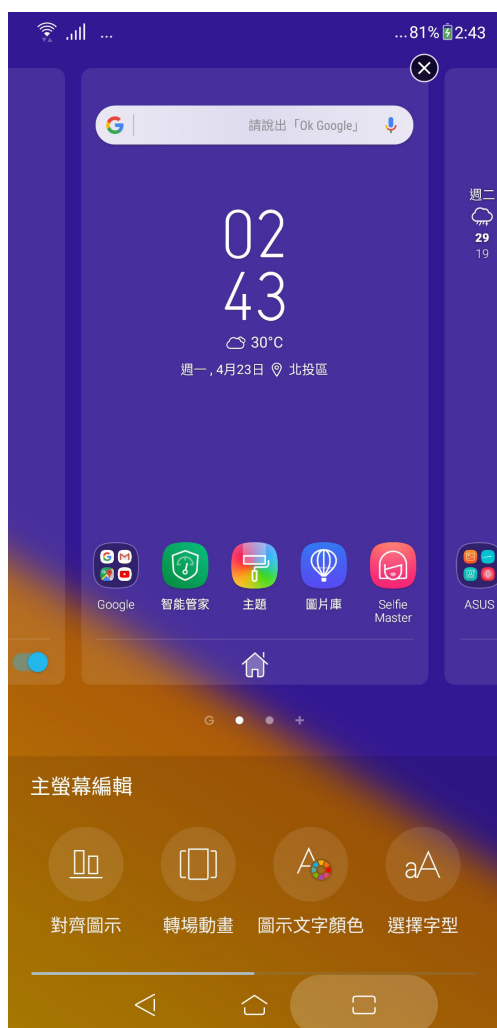 ... ...81% 2:43
請說出「Ok Google」
週二
29
19
02
43
30°C
週一 , 4月23日 北投區
Google 智能管家 主題 圖片庫 Selfie Master ASUS
G
主螢幕編輯
對齊圖示 轉場動畫 圖示文字顏色 選擇字型
aA